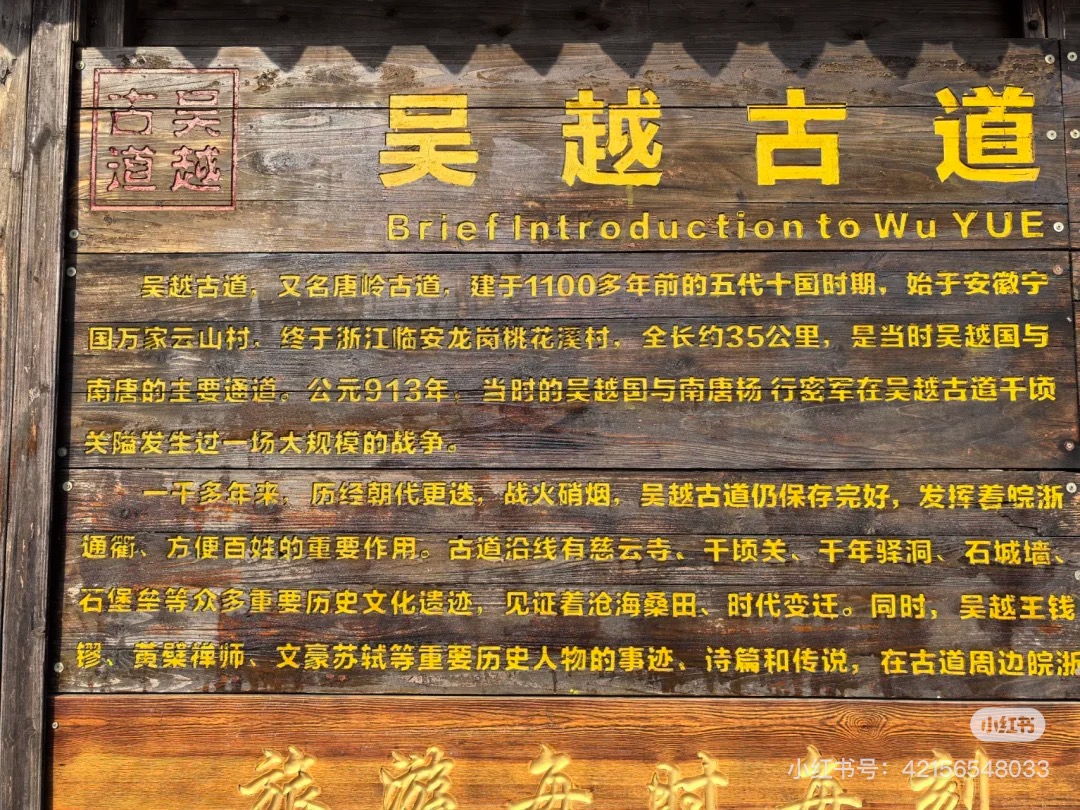 吴越古道
吴越古道
Brief Introduction to Wu YUE
吴越古道，又名唐岭古道，建于1100多年前的五代十国时期，始于安徽宁
国万家云山村，终于浙江临安龙岗桃花溪村，全长约35公里，是当时吴越国与
南唐的主要通道。公元913年，当时的吴越国与南唐杨行密军在吴越古道千顷
关隘发生过一场大规模的战争。
一千多年来，历经朝代更迭，战火硝烟，吴越古道仍保存完好，发挥着皖浙
通衢、方便百姓的重要作用。古道沿线有慈云寺、千顷关、千年驿洞、石城墙、
石堡垒等众多重要历史文化遗迹，见证着沧海桑田、时代变迁。同时，吴越王钱
镠、黄檗禅师、文豪苏轼等重要历史人物的事迹、诗篇和传说，在古道周边皖浙
旅游每时每刻
小红书
小红书号：42156548033